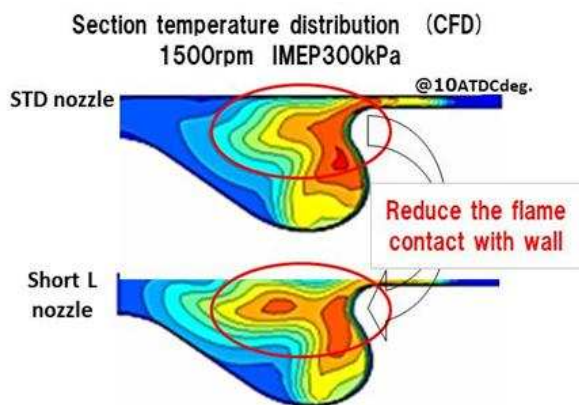 Section temperature distribution (CFD)
1500rpm IMEP300kPa
@10ATDCdeg.
STD nozzle
Reduce the flame
contact with wall
Short L
nozzle